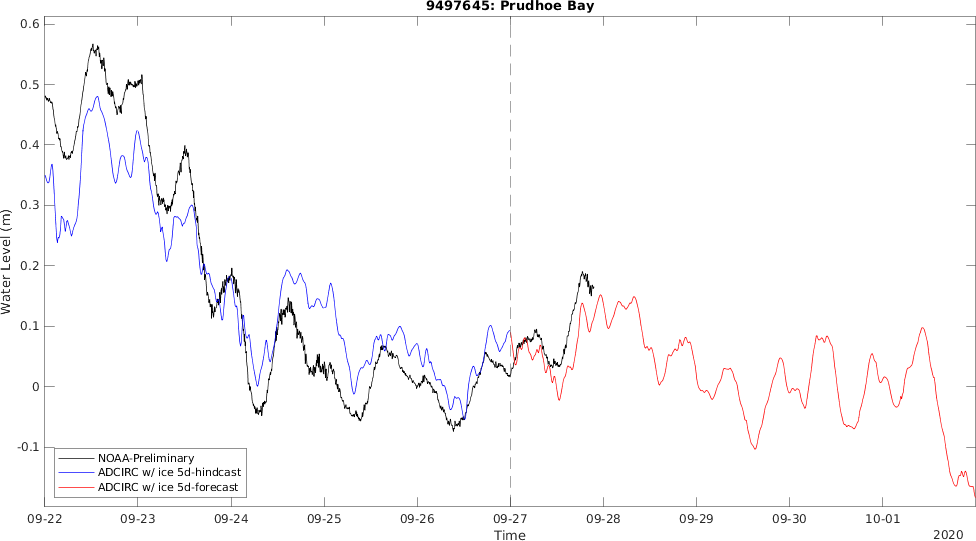 9497645: Prudhoe Bay
0.6
0.5
0.4
0.3
0.2
0.1
0
-0.1
Water Level (m)
NOAA-Preliminary
ADCIRC w/ ice 5d-hindcast
ADCIRC w/ ice 5d-forecast
09-22 09-23 09-24 09-25 09-26 09-27 09-28 09-29 09-30 10-01
Time
2020